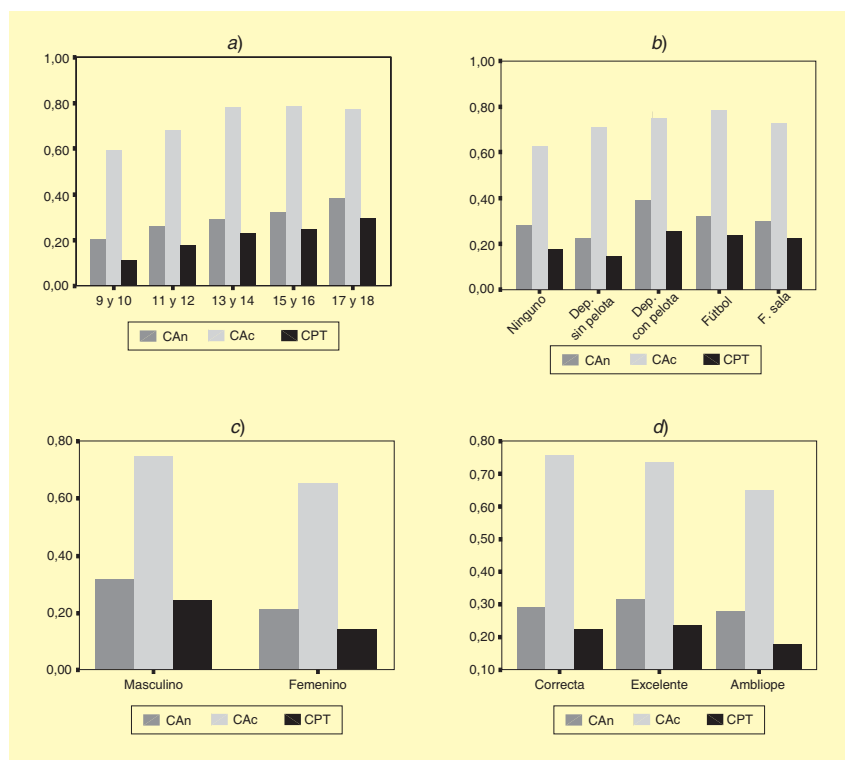 a)
1,00
0,80
0,60
0,40
0,20
0,00
9 y 10 11 y 12 13 y 14 15 y 16 17 y 18
CAn CAc CPT
b)
1,00
0,80
0,60
0,40
0,20
0,00
Ninguno
Dep.
sin pelota
Dep.
con pelota
Fútbol
F. sala
CAn CAc CPT
c)
0,80
0,60
0,40
0,20
0,00
Masculino Femenino
CAn CAc CPT
d)
0,80
0,70
0,60
0,50
0,40
0,30
0,20
0,10
Correcta Excelente Ambliope
CAn CAc CPT